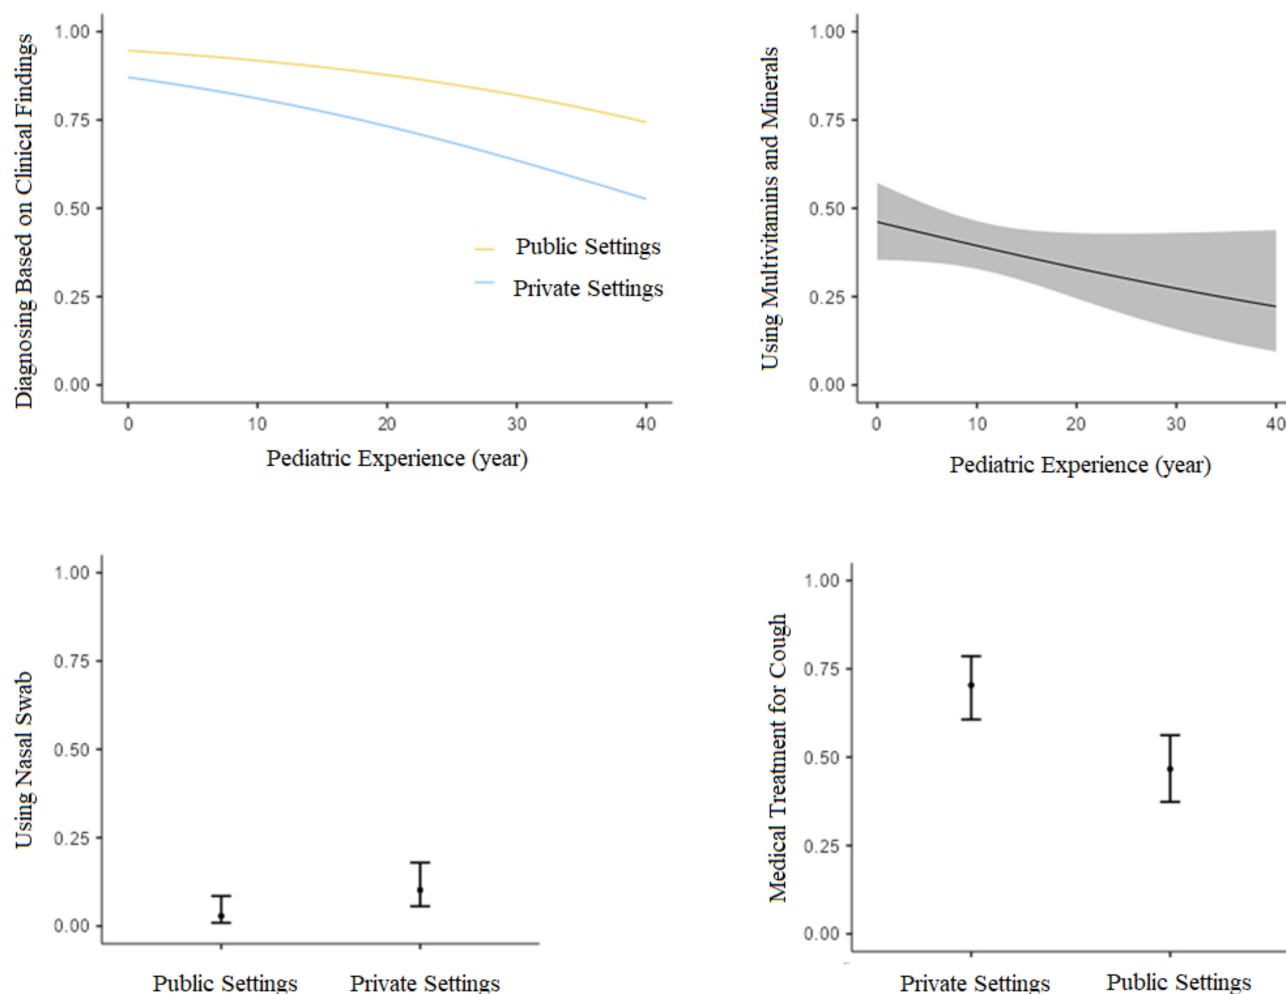 Diagnosing Based on Clinical Findings
1.00
0.75
0.50
0.25
0.00
Public Settings
Private Settings
0 10 20 30 40
Pediatric Experience (year)
Using Multivitamins and Minerals
1.00
0.75
0.50
0.25
0.00
0 10 20 30 40
Pediatric Experience (year)
Using Nasal Swab
1.00
0.75
0.50
0.25
0.00
Public Settings Private Settings
Medical Treatment for Cough
1.00
0.75
0.50
0.25
0.00
Private Settings Public Settings